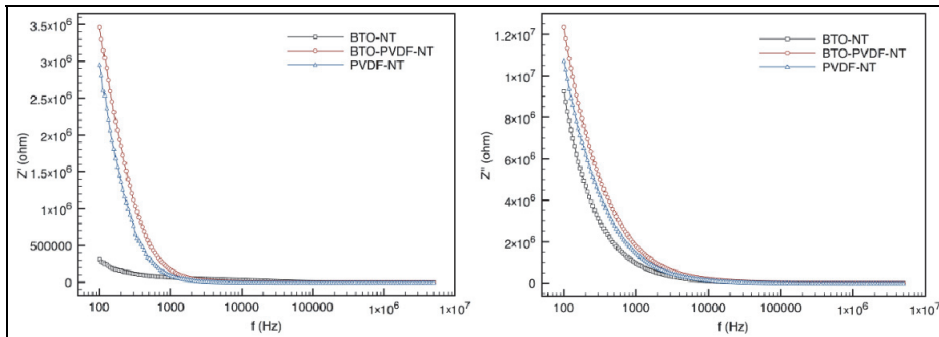 3.5x10⁶
3x10⁶
2.5x10⁶
2x10⁶
1.5x10⁶
1x10⁶
500000
0
Z' (ohm)
BTO-NT
BTO-PVDF-NT
PVDF-NT
100 1000 10000 100000 1x10⁶ 1x10⁷
f (Hz)
1.2x10⁷
1x10⁷
8x10⁶
6x10⁶
4x10⁶
2x10⁶
0
Z" (ohm)
BTO-NT
BTO-PVDF-NT
PVDF-NT
100 1000 10000 100000 1x10⁶ 1x10⁷
f (Hz)